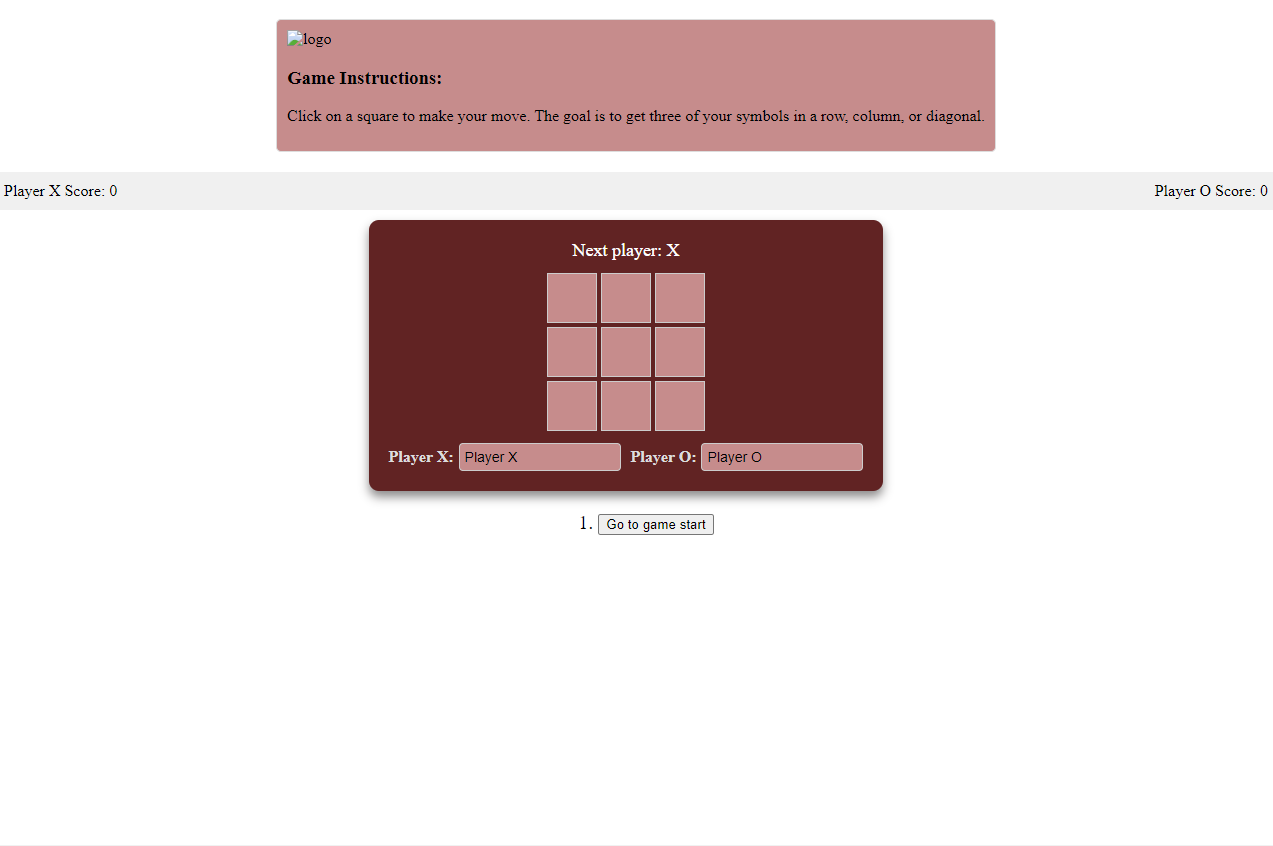 logo
Game Instructions:
Click on a square to make your move. The goal is to get three of your symbols in a row, column, or diagonal.
Player X Score: 0 Player O Score: 0
Next player: X
Player X: Player X Player O: Player O
1. Go to game start